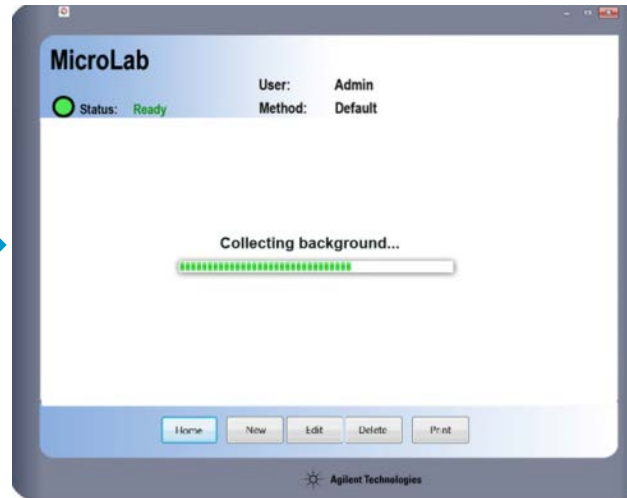 MicroLab
User: Admin
Status: Ready Method: Default
Collecting background...
Home New Edit Delete Print
Agilent Technologies